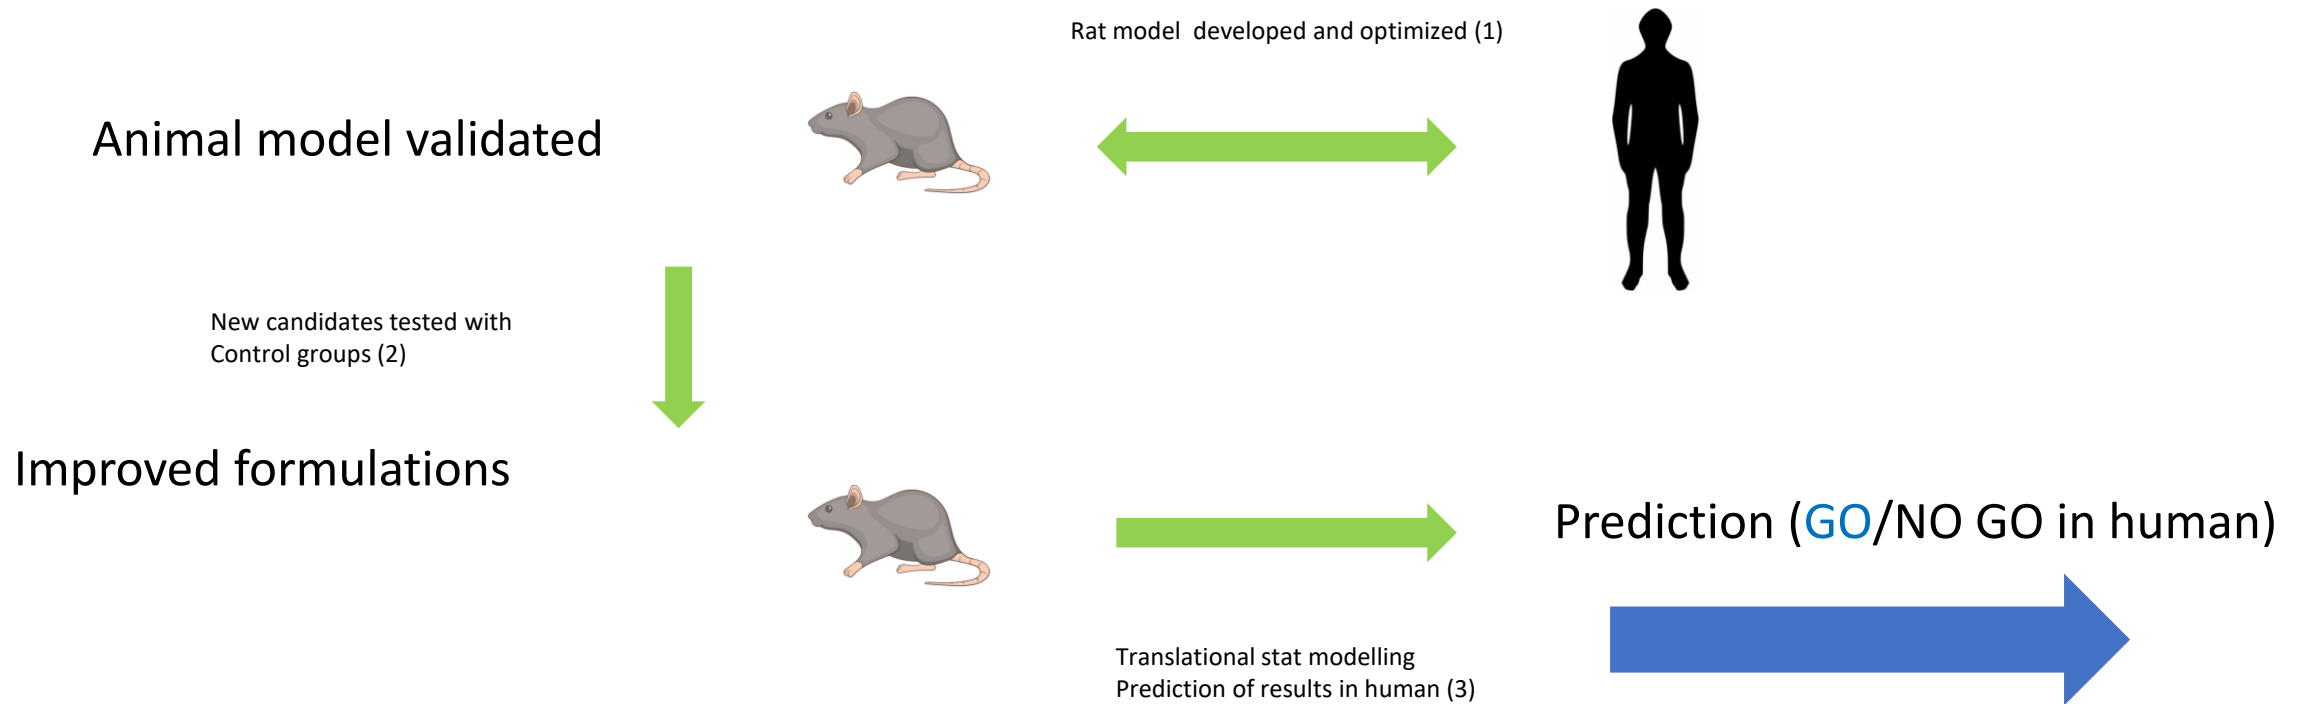 Rat model  developed and optimized (1)
Animal model validated
New candidates tested with
Control groups (2)
Improved formulations
Prediction (GO/NO GO in human)
Translational stat modelling
Prediction of results in human (3)